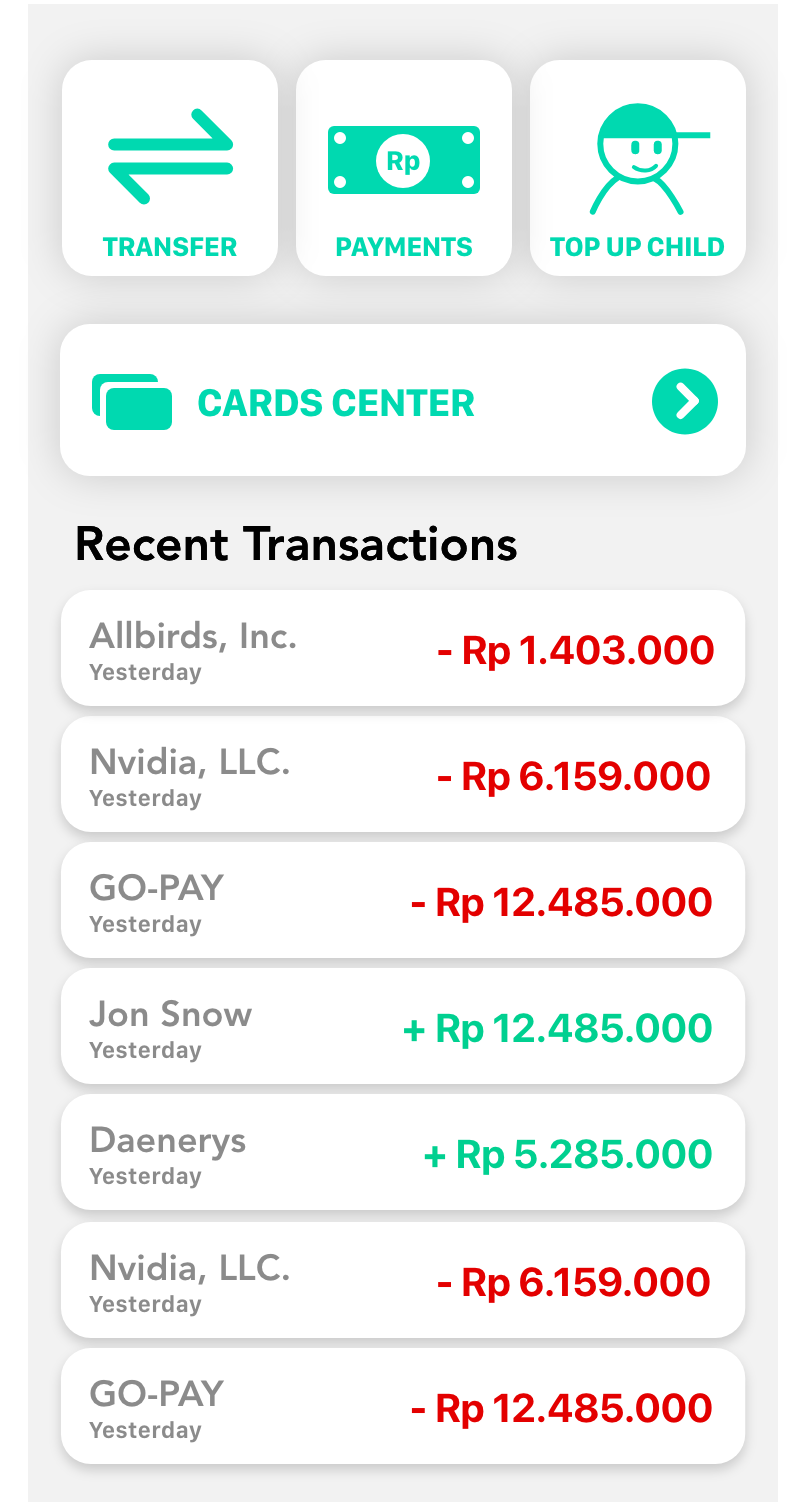 TRANSFER
Rp
PAYMENTS
TOP UP CHILD
CARDS CENTER
Recent Transactions
Allbirds, Inc.
Yesterday
- Rp 1.403.000
Nvidia, LLC.
Yesterday
- Rp 6.159.000
GO-PAY
Yesterday
- Rp 12.485.000
Jon Snow
Yesterday
+ Rp 12.485.000
Daenerys
Yesterday
+ Rp 5.285.000
Nvidia, LLC.
Yesterday
- Rp 6.159.000
GO-PAY
Yesterday
- Rp 12.485.000